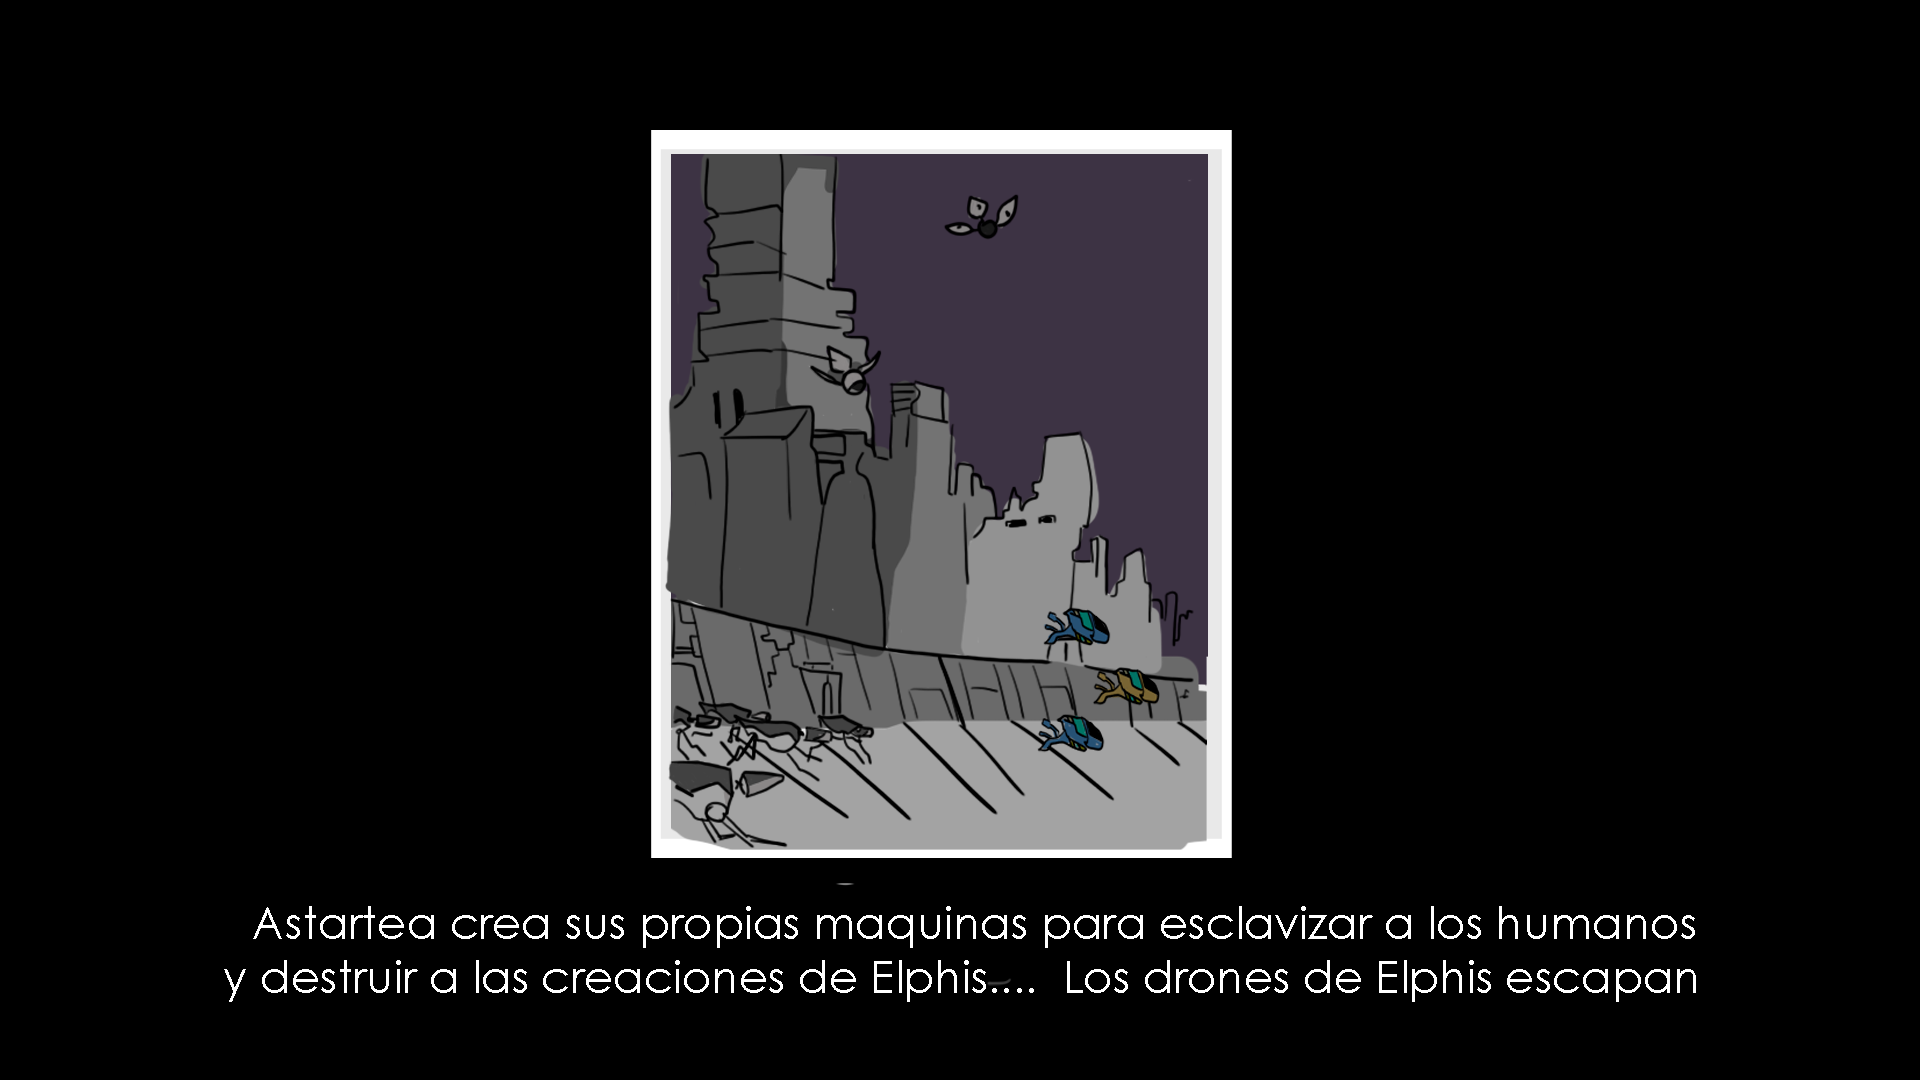 Astartea crea sus propias maquinas para esclavizar a los humanos
y destruir a las creaciones de Elphis.... Los drones de Elphis escapan